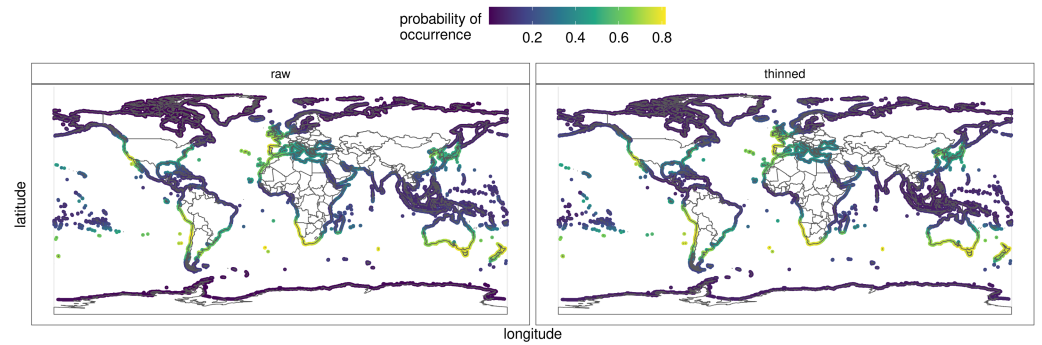 probability of
occurrence
0.2 0.4 0.6 0.8
raw
thinned
latitude
longitude